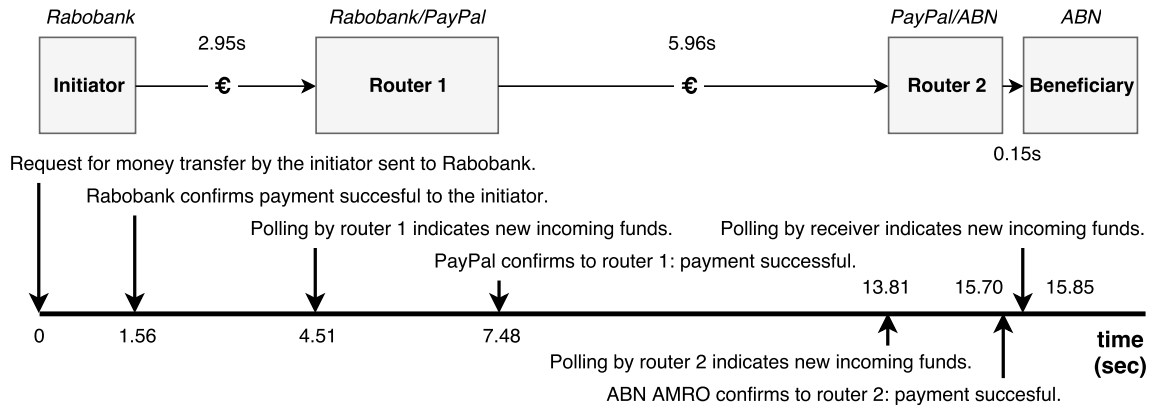 Rabobank
Rabobank/PayPal
PayPal/ABN
ABN
2.95s
5.96s
Initiator
€
Router 1
€
Router 2
Beneficiary
0.15s
Request for money transfer by the initiator sent to Rabobank.
Rabobank confirms payment succesful to the initiator.
Polling by router 1 indicates new incoming funds.
Polling by receiver indicates new incoming funds.
PayPal confirms to router 1: payment successful.
13.81
15.70
15.85
0
1.56
4.51
7.48
time
(sec)
Polling by router 2 indicates new incoming funds.
ABN AMRO confirms to router 2: payment succesful.